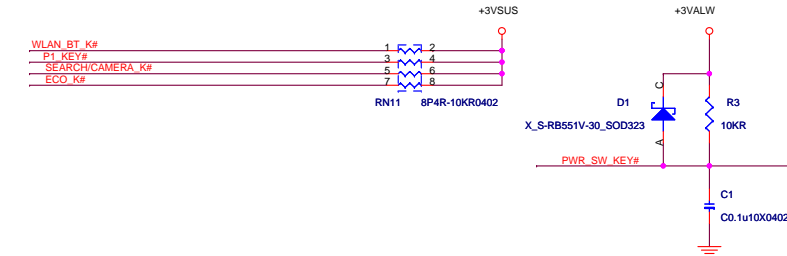 +3VSUS
+3VALW
WLAN_BT_K#
1 2
P1_KEY#
3 4
SEARCH/CAMERA_K#
5 6
ECO_K#
7 8
RN11 8P4R-10KR0402
C
D1
R3
X_S-RB551V-30_SOD323
10KR
A
PWR_SW_KEY#
C1
C0.1u10X0402